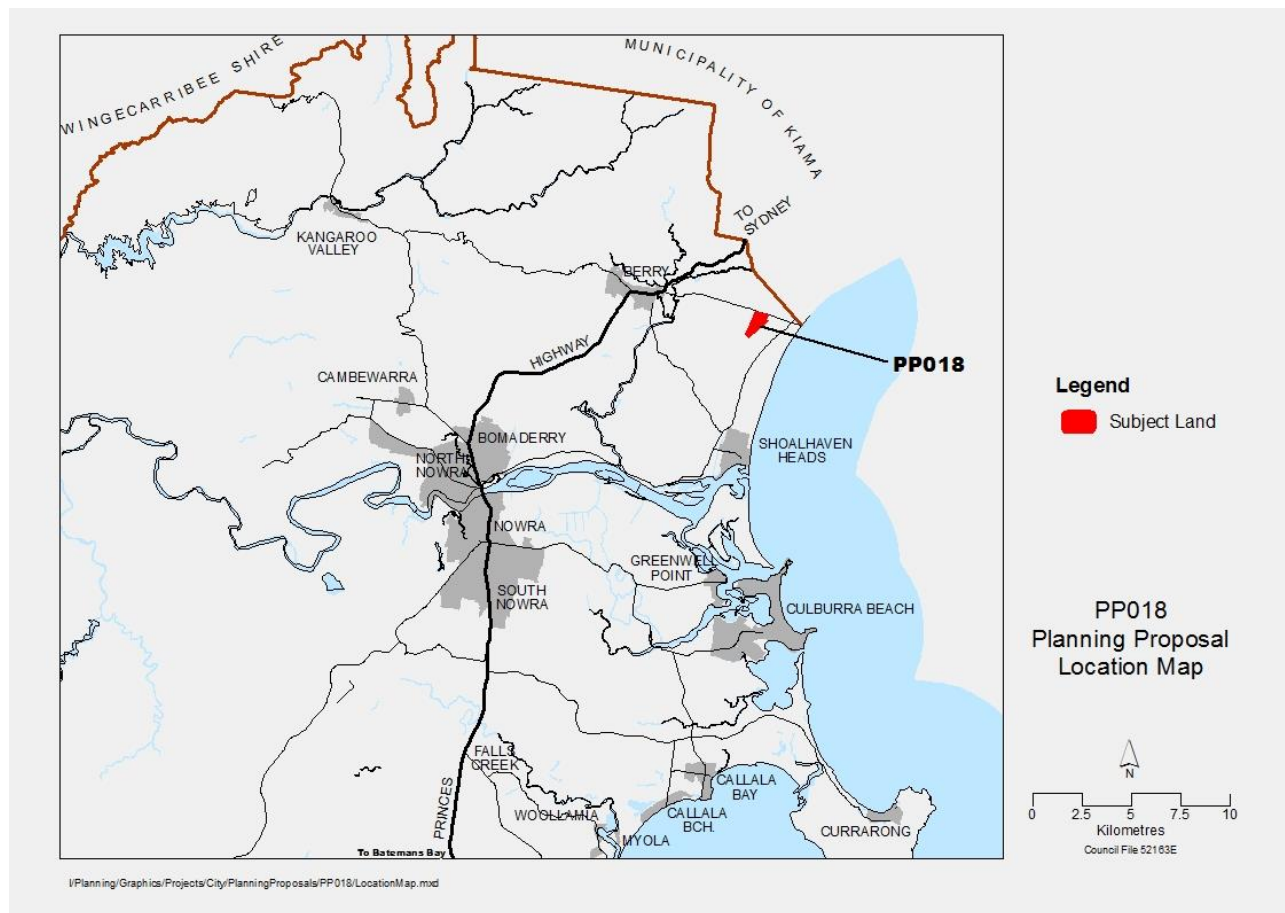 WINGECARRIBEE SHIRE
MUNICIPALITY OF KIAMA
TO
SYDNEY
KANGAROO
VALLEY
BERRY
HIGHWAY
PP018
CAMBEWARRA
BOMADERRY
NORTH
NOWRA
SHOALHAVEN
HEADS
NOWRA
GREENWELL
POINT
SOUTH
NOWRA
CULBURRA BEACH
FALLS
CREEK
PRINCES
WOOLLAMIA
MYOLA
CALLALA
BAY
CALLALA
BCH.
CURRARONG
To Batemans Bay
Legend
Subject Land
PP018
Planning Proposal
Location Map
N
0 2.5 5 7.5 10
Kilometres
Council File 52163E
I/Planning/Graphics/Projects/City/PlanningProposals/PP018/LocationMap.mxd